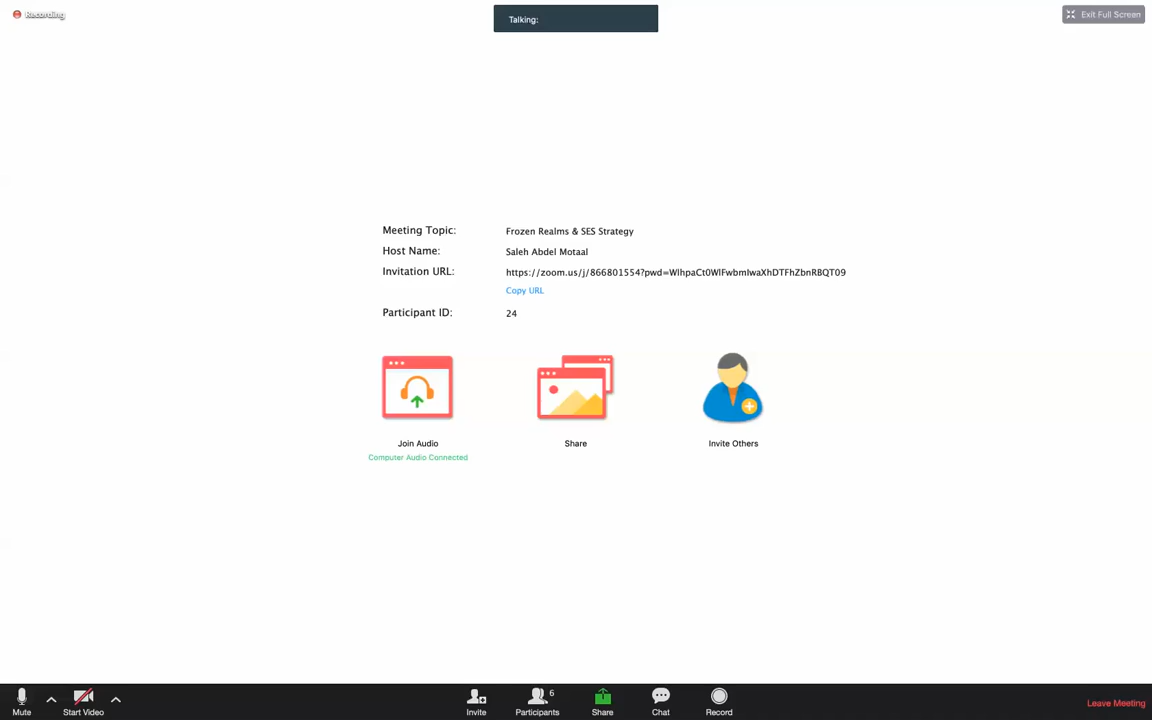 Recording
Talking:
Exit Full Screen
Meeting Topic: Frozen Realms & SES Strategy
Host Name: Saleh Abdel Motaal
Invitation URL: https://zoom.us/j/866801554?pwd=WlhpaCt0WlFwbmIwaXhDTFhZbnRBQT09
Copy URL
Participant ID: 24
Join Audio
Computer Audio Connected
Share
Invite Others
Mute
Start Video
Invite
6
Participants
Share
Chat
Record
Leave Meeting